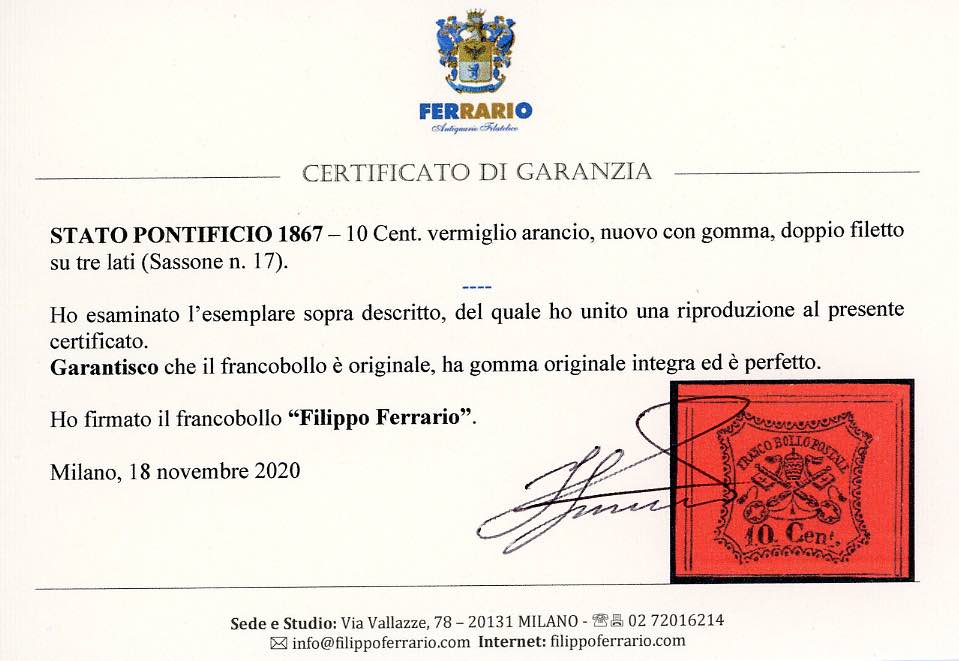 FERRARIO
Antiquario Filatelico
CERTIFICATO DI GARANZIA
STATO PONTIFICIO 1867 – 10 Cent. vermiglio arancio, nuovo con gomma, doppio filetto
su tre lati (Sassone n. 17).
----
Ho esaminato l’esemplare sopra descritto, del quale ho unito una riproduzione al presente
certificato.
Garantisco che il francobollo è originale, ha gomma originale integra ed è perfetto.
Ho firmato il francobollo “Filippo Ferrario”.
Milano, 18 novembre 2020
FRANCO BOLLO POSTALE
10. Cent.
Sede e Studio: Via Vallazze, 78 – 20131 MILANO - ☏ 02 72016214
✉ info@filippoferrario.com Internet: filippoferrario.com